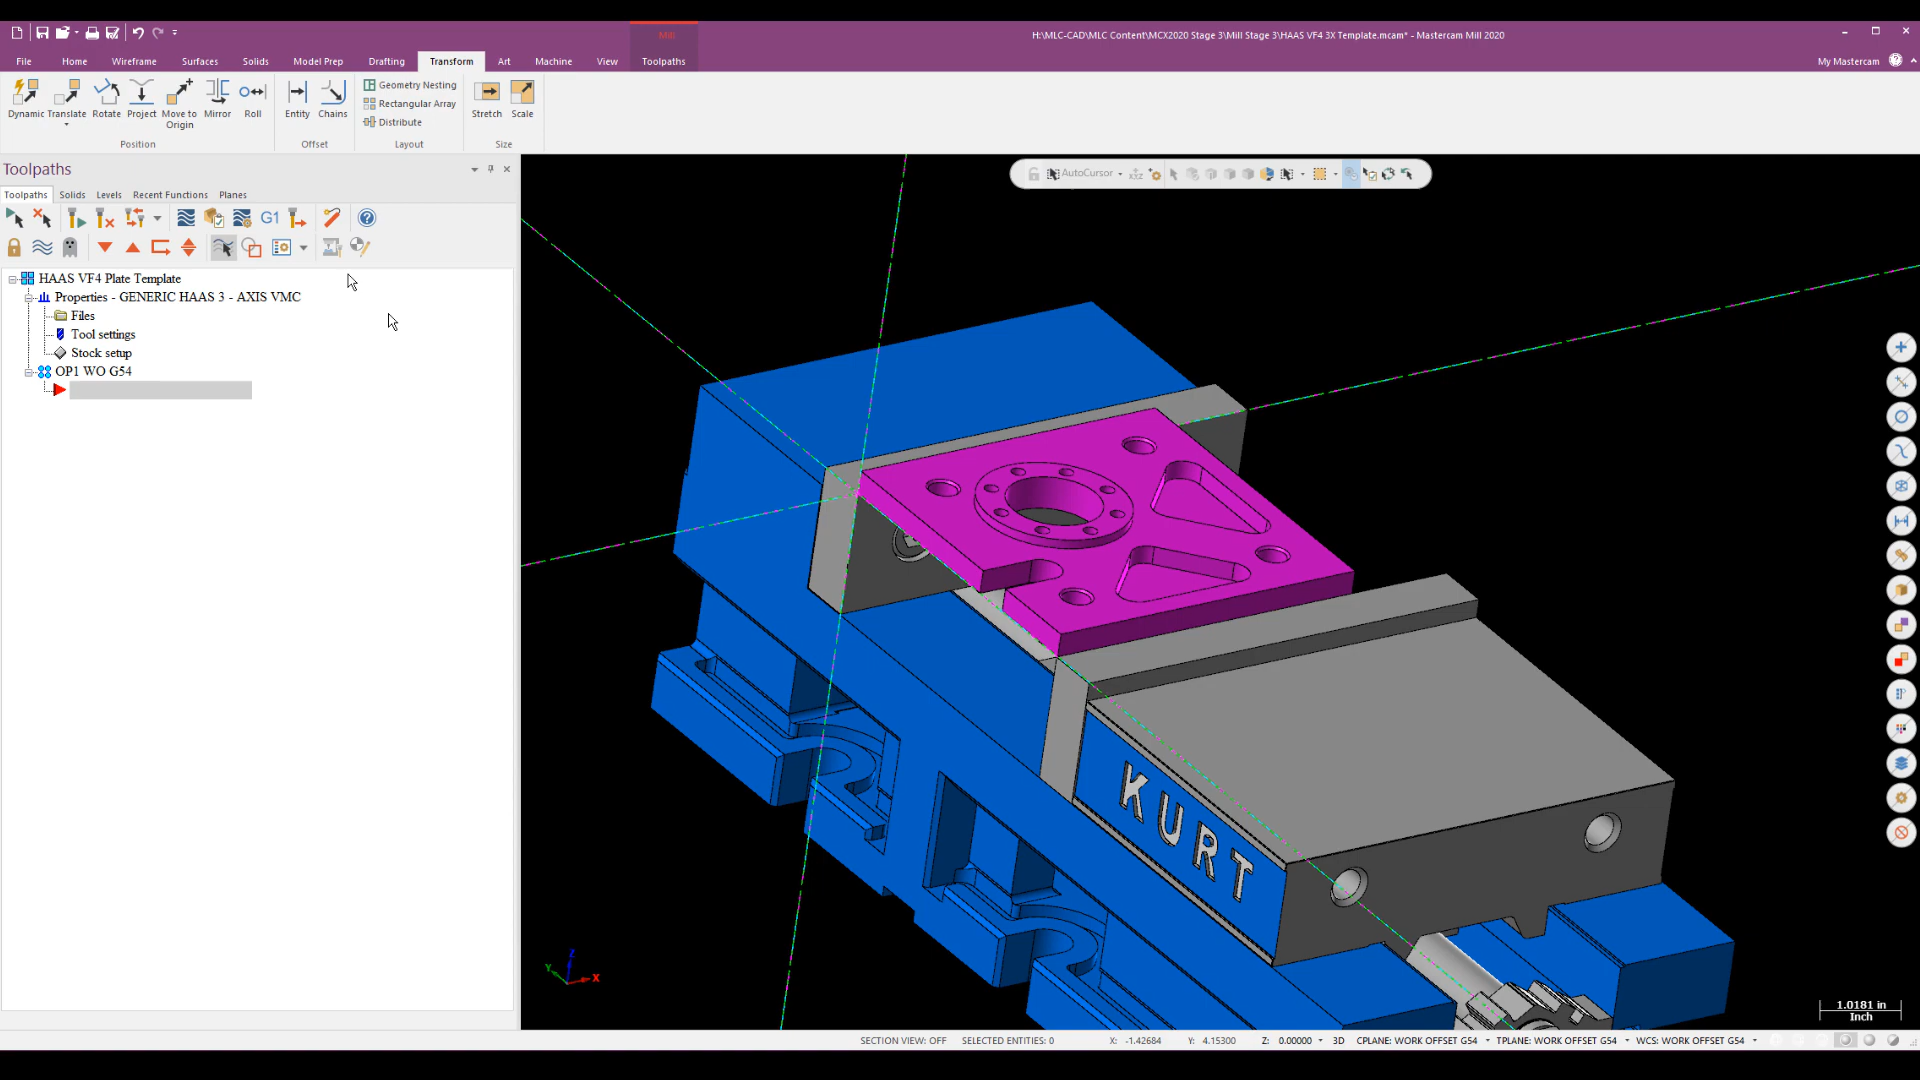 Mill
H:\MLC-CAD\MLC Content\MCX2020 Stage 3\Mill Stage 3\HAAS VF4 3X Template.mcam* - Mastercam Mill 2020
File Home Wireframe Surfaces Solids Model Prep Drafting Transform Art Machine View Toolpaths My Mastercam
Dynamic Translate Rotate Project Move to Origin Mirror Roll Entity Chains Geometry Nesting Rectangular Array Distribute Stretch Scale
Position Offset Layout Size
Toolpaths
Toolpaths Solids Levels Recent Functions Planes
AutoCursor
G1
HAAS VF4 Plate Template
Properties - GENERIC HAAS 3 - AXIS VMC
Files
Tool settings
Stock setup
OP1 WO G54
KURT
Z
Y
X
1.0181 in
Inch
SECTION VIEW: OFF SELECTED ENTITIES: 0 X: -1.42684 Y: 4.15300 Z: 0.00000 3D CPLANE: WORK OFFSET G54 TPLANE: WORK OFFSET G54 WCS: WORK OFFSET G54